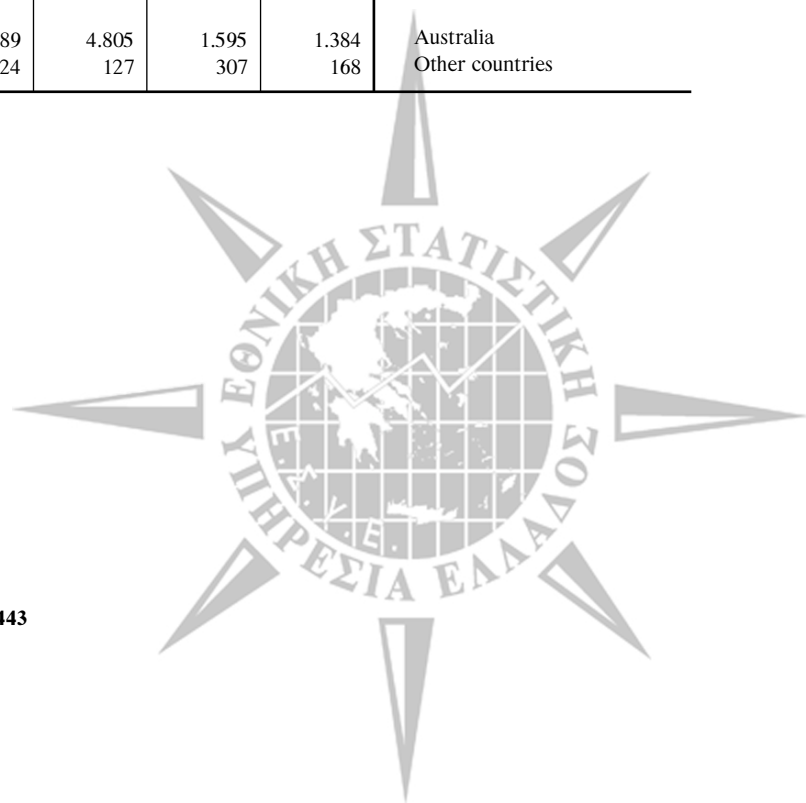 89 4.805 1.595 1.384 Australia
24 127 307 168 Other countries
ΕΘΝΙΚΗ ΣΤΑΤΙΣΤΙΚΗ
ΥΠΗΡΕΣΙΑ ΕΛΛΑΔΟΣ
Ε.Σ.Υ.Ε.
443